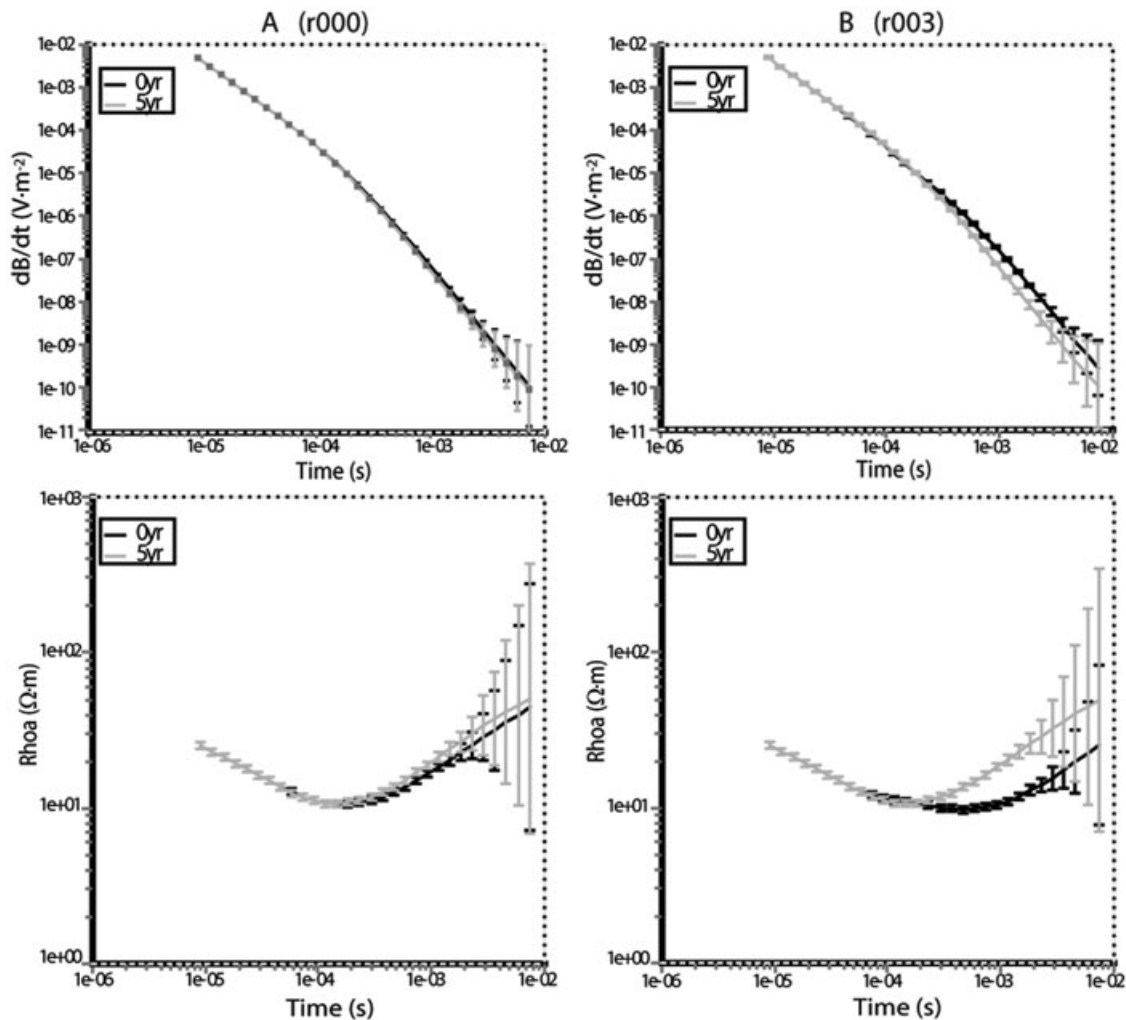 A (r000)
1e-02
1e-03
1e-04
1e-05
1e-06
1e-07
1e-08
1e-09
1e-10
1e-11
dB/dt (V·m-2)
0yr
5yr
1e-06
1e-05
1e-04
1e-03
1e-02
Time (s)
B (r003)
1e-02
1e-03
1e-04
1e-05
1e-06
1e-07
1e-08
1e-09
1e-10
1e-11
dB/dt (V·m-2)
0yr
5yr
1e-06
1e-05
1e-04
1e-03
1e-02
Time (s)
1e+03
1e+02
1e+01
1e+00
Rhoa (Ω·m)
0yr
5yr
1e-06
1e-05
1e-04
1e-03
1e-02
Time (s)
1e+03
1e+02
1e+01
1e+00
Rhoa (Ω·m)
0yr
5yr
1e-06
1e-05
1e-04
1e-03
1e-02
Time (s)